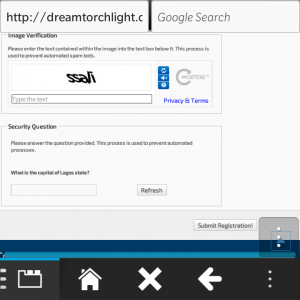 http://dreamtorchlight.c Google Search
Image Verification
Please enter the text contained within the image into the text box below it. This process is
used to prevent automated spam bots.
Type the text
Privacy & Terms
Security Question
Please answer the question provided. This process is used to prevent automated
processes.
What is the capital of Lagos state?
Refresh
Submit Registration!